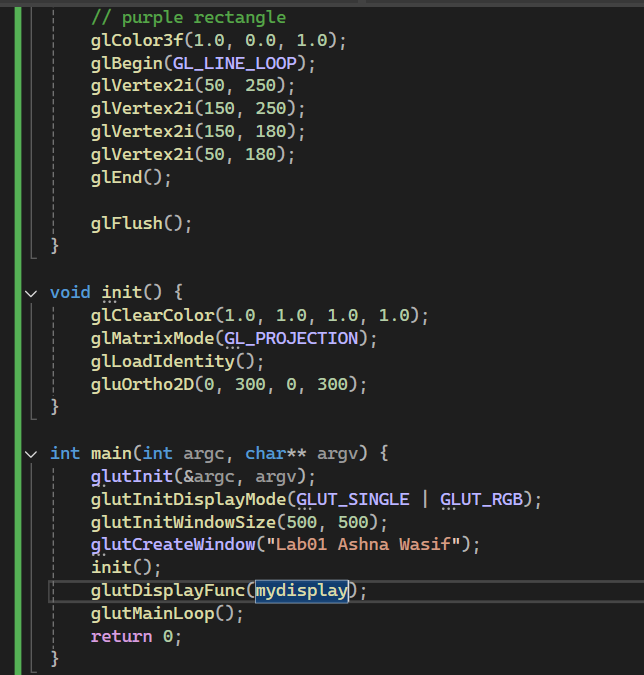 // purple rectangle
glColor3f(1.0, 0.0, 1.0);
glBegin(GL_LINE_LOOP);
glVertex2i(50, 250);
glVertex2i(150, 250);
glVertex2i(150, 180);
glVertex2i(50, 180);
glEnd();
glFlush();
}
void init() {
glClearColor(1.0, 1.0, 1.0, 1.0);
glMatrixMode(GL_PROJECTION);
glLoadIdentity();
gluOrtho2D(0, 300, 0, 300);
}
int main(int argc, char** argv) {
glutInit(&argc, argv);
glutInitDisplayMode(GLUT_SINGLE | GLUT_RGB);
glutInitWindowSize(500, 500);
glutCreateWindow("Lab01 Ashna Wasif");
init();
glutDisplayFunc(mydisplay);
glutMainLoop();
return 0;
}